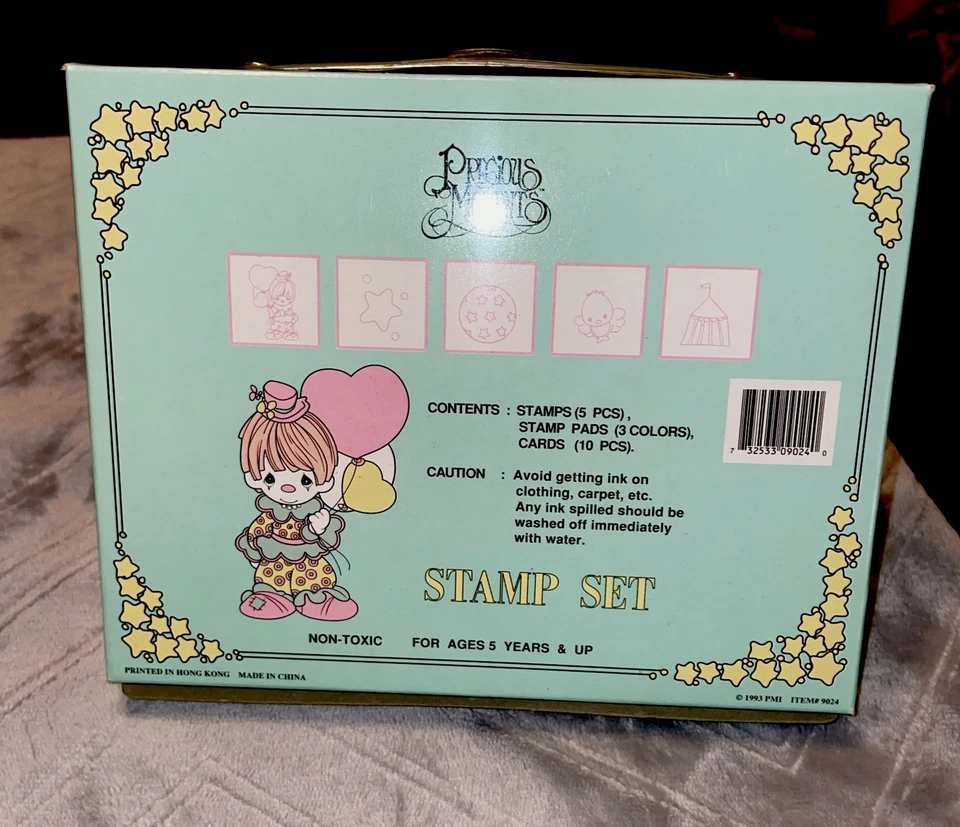 PRECIOUS
MOMENTS
CONTENTS : STAMPS (5 PCS),
STAMP PADS (3 COLORS),
CARDS (10 PCS).
7 32533 09024 0
CAUTION : Avoid getting ink on
clothing, carpet, etc.
Any ink spilled should be
washed off immediately
with water.
STAMP SET
NON-TOXIC FOR AGES 5 YEARS & UP
PRINTED IN HONG KONG MADE IN CHINA
© 1993 PMI ITEM# 9024